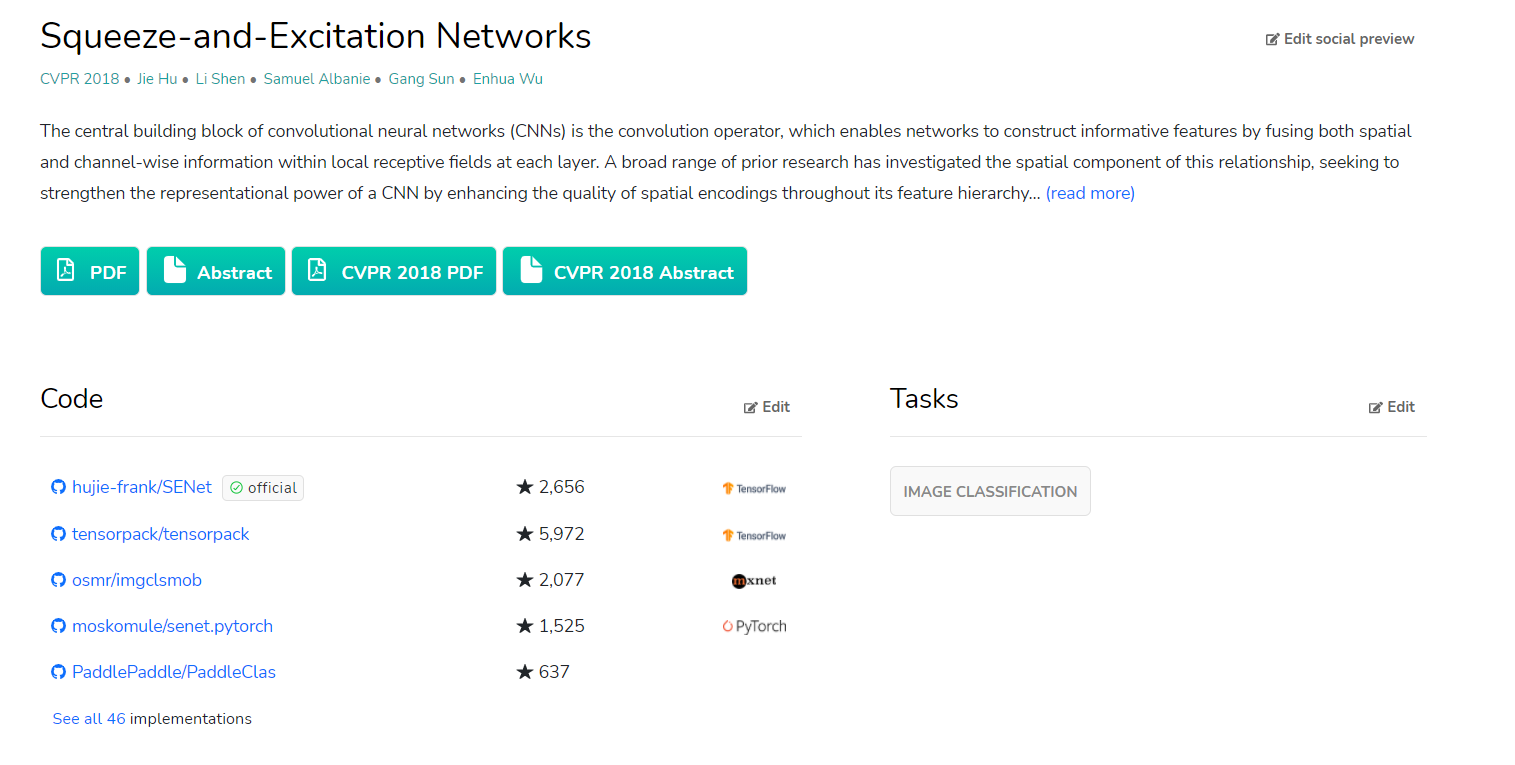 Squeeze-and-Excitation Networks
Edit social preview
CVPR 2018 • Jie Hu • Li Shen • Samuel Albanie • Gang Sun • Enhua Wu
The central building block of convolutional neural networks (CNNs) is the convolution operator, which enables networks to construct informative features by fusing both spatial
and channel-wise information within local receptive fields at each layer. A broad range of prior research has investigated the spatial component of this relationship, seeking to
strengthen the representational power of a CNN by enhancing the quality of spatial encodings throughout its feature hierarchy... (read more)
PDF Abstract CVPR 2018 PDF CVPR 2018 Abstract
Code Edit
Tasks Edit
hujie-frank/SENet official ★ 2,656 TensorFlow
tensorpack/tensorpack ★ 5,972 TensorFlow
osmr/imgclsmob ★ 2,077 mxnet
moskomule/senet.pytorch ★ 1,525 PyTorch
PaddlePaddle/PaddleClas ★ 637
See all 46 implementations
IMAGE CLASSIFICATION